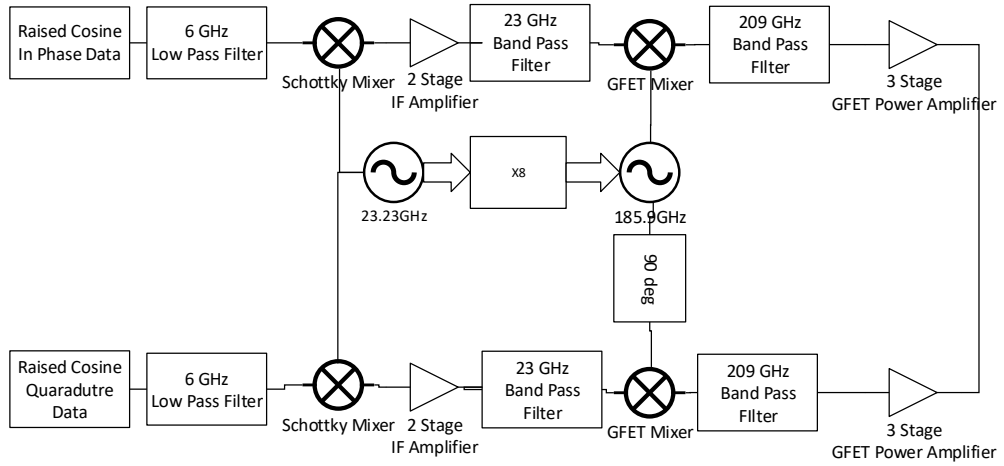 Raised Cosine
In Phase Data
6 GHz
Low Pass Filter
Schottky Mixer
2 Stage
IF Amplifier
23 GHz
Band Pass
Filter
GFET Mixer
209 GHz
Band Pass
FIlter
3 Stage
GFET Power Amplifier
23.23GHz
X8
185.9GHz
90 deg
Raised Cosine
Quaradutre
Data
6 GHz
Low Pass Filter
Schottky Mixer
2 Stage
IF Amplifier
23 GHz
Band Pass
Filter
GFET Mixer
209 GHz
Band Pass
FIlter
3 Stage
GFET Power Amplifier